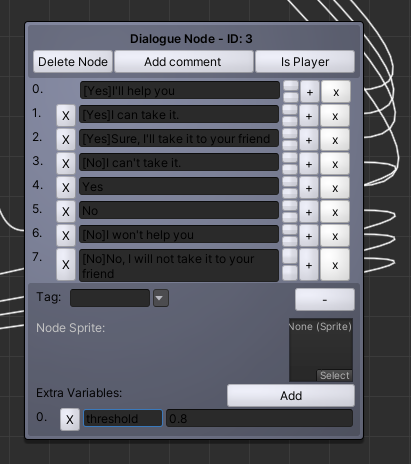 Dialogue Node - ID: 3
Delete Node Add comment Is Player
0. [Yes]I'll help you + x
1. X [Yes]I can take it. + x
2. X [Yes]Sure, I'll take it to your friend + x
3. X [No]I can't take it. + x
4. X Yes + x
5. X No + x
6. X [No]I won't help you + x
7. X [No]No, I will not take it to your + x
friend
Tag: -
Node Sprite: None (Sprite)
Select
Extra Variables: Add
0. X threshold 0.8